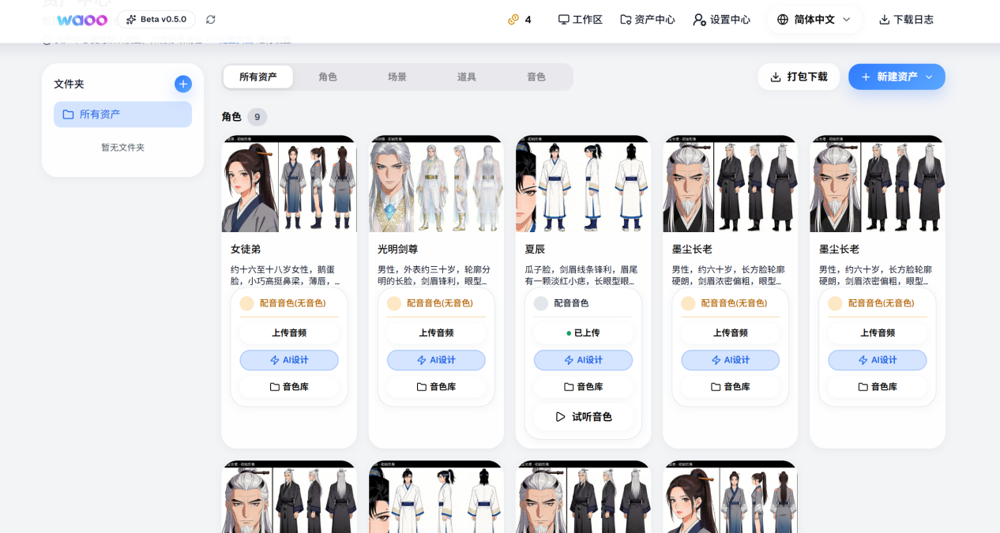 waoo
Beta v0.5.0
4
工作区
资产中心
设置中心
简体中文
下载日志
文件夹
所有资产
暂无文件夹
所有资产
角色
场景
道具
音色
打包下载
新建资产
角色 9
女徒弟
约十六至十八岁女性，鹅蛋
脸，小巧高挺鼻梁，薄唇，...
配音音色(无音色)
上传音频
AI设计
音色库
光明剑尊
男性，外表约三十岁，轮廓分
明的长脸，剑眉锋利，眼型...
配音音色(无音色)
上传音频
AI设计
音色库
夏辰
瓜子脸，剑眉线条锋利，眉尾
有一颗淡红小痣，长眼型眼...
配音音色
已上传
AI设计
音色库
试听音色
墨尘长老
男性，约六十岁，长方脸轮廓
硬朗，剑眉浓密偏粗，眼型...
配音音色(无音色)
上传音频
AI设计
音色库
墨尘长老
男性，约六十岁，长方脸轮廓
硬朗，剑眉浓密偏粗，眼型...
配音音色(无音色)
上传音频
AI设计
音色库